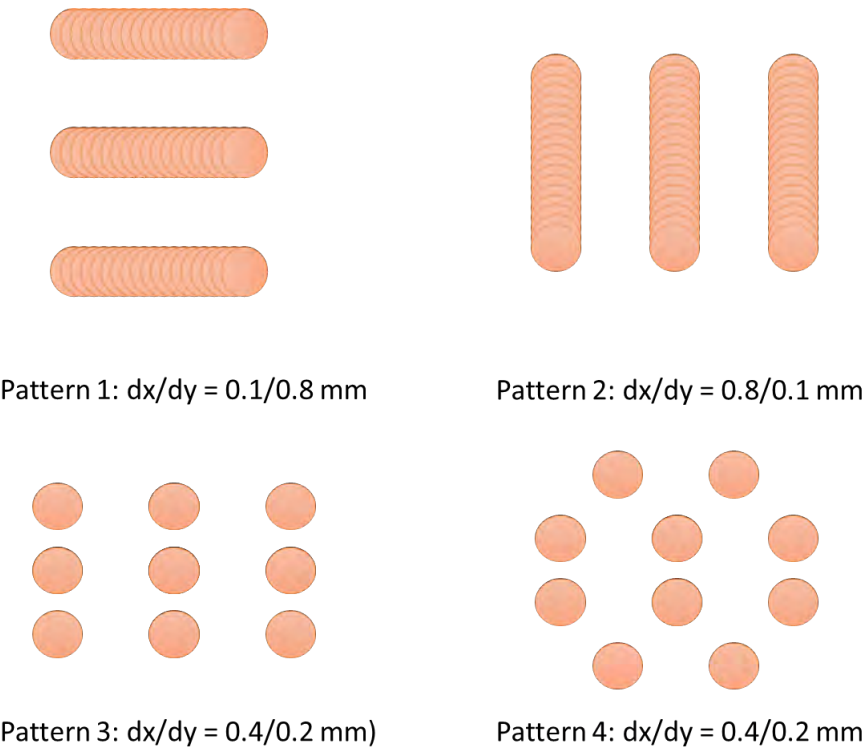 Pattern 1: dx/dy = 0.1/0.8 mm
Pattern 2: dx/dy = 0.8/0.1 mm
Pattern 3: dx/dy = 0.4/0.2 mm)
Pattern 4: dx/dy = 0.4/0.2 mm